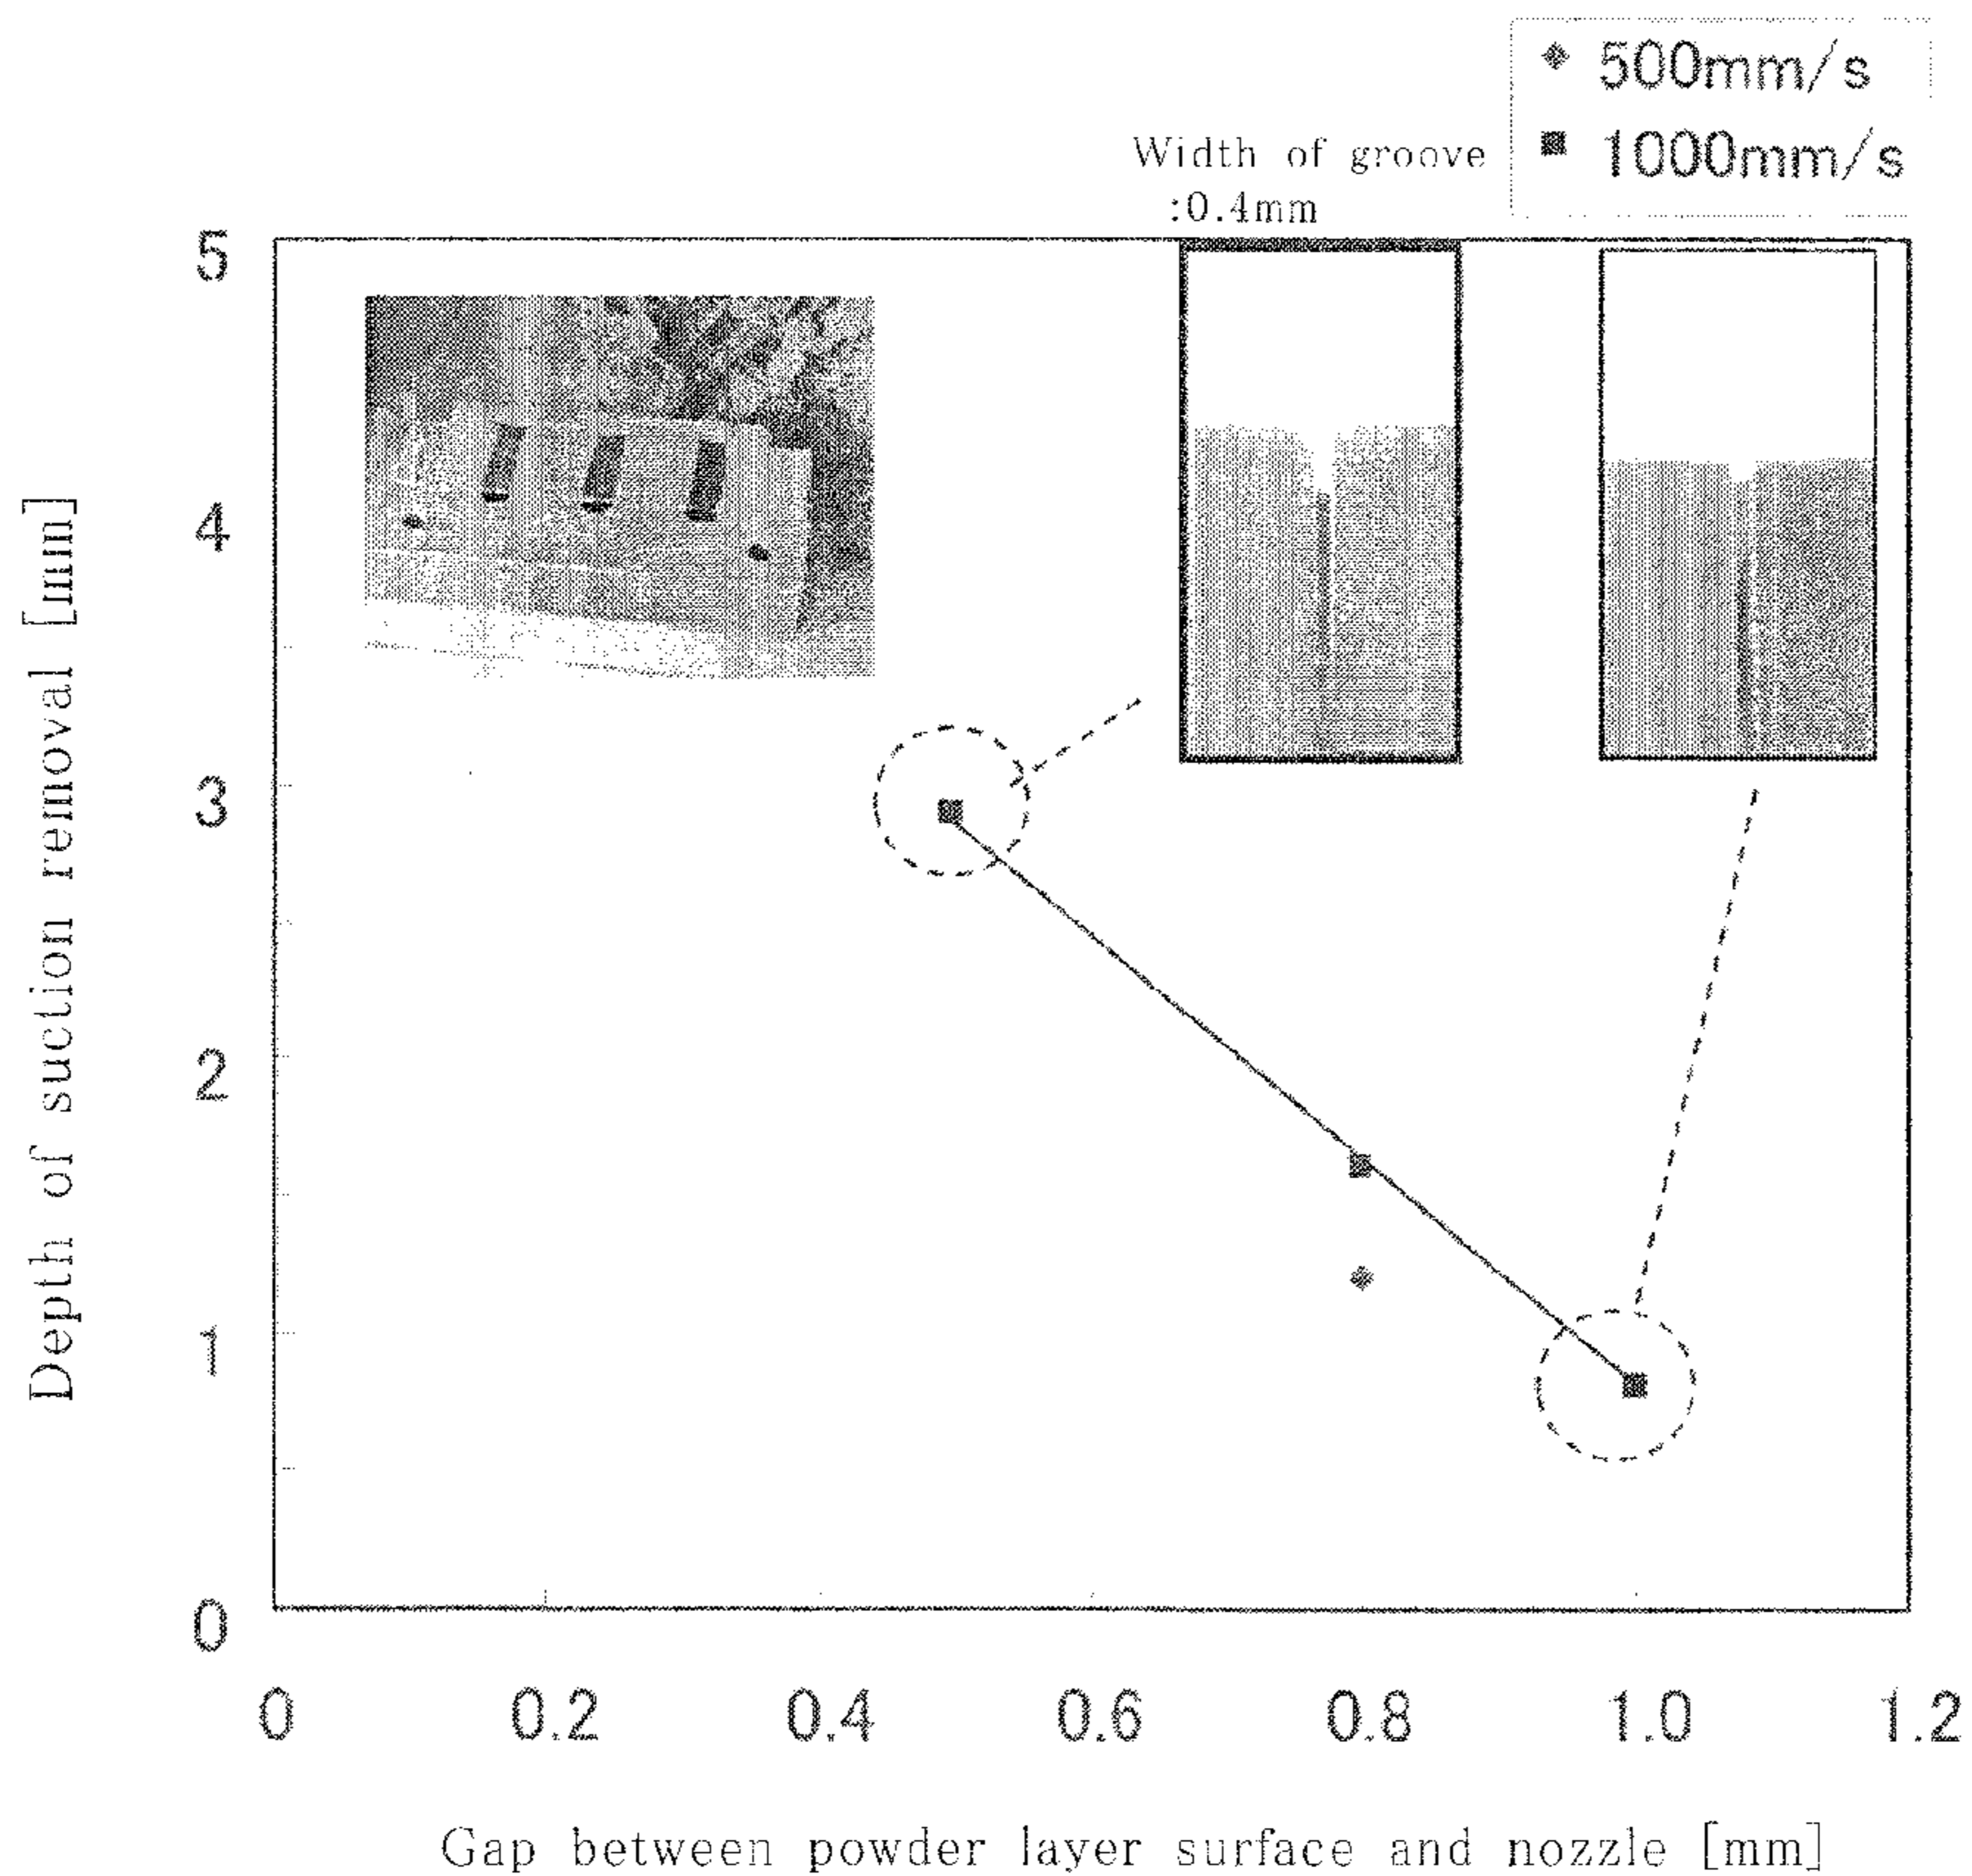 500mm/s
1000mm/s
Width of groove
:0.4mm
5
4
3
2
1
0
Depth of suction removal [mm]
0 0.2 0.4 0.6 0.8 1.0 1.2
Gap between powder layer surface and nozzle [mm]